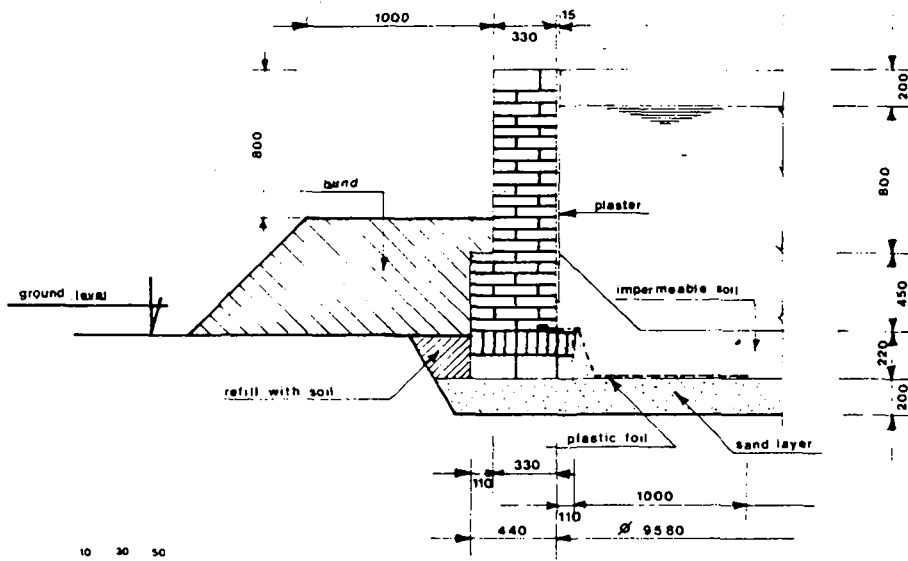 1000
15
330
200
800
bund
plaster
800
ground level
impermeable soil
450
220
refill with soil
200
plastic foil
sand layer
110
330
110
1000
440
Ø 9580
10 30 50